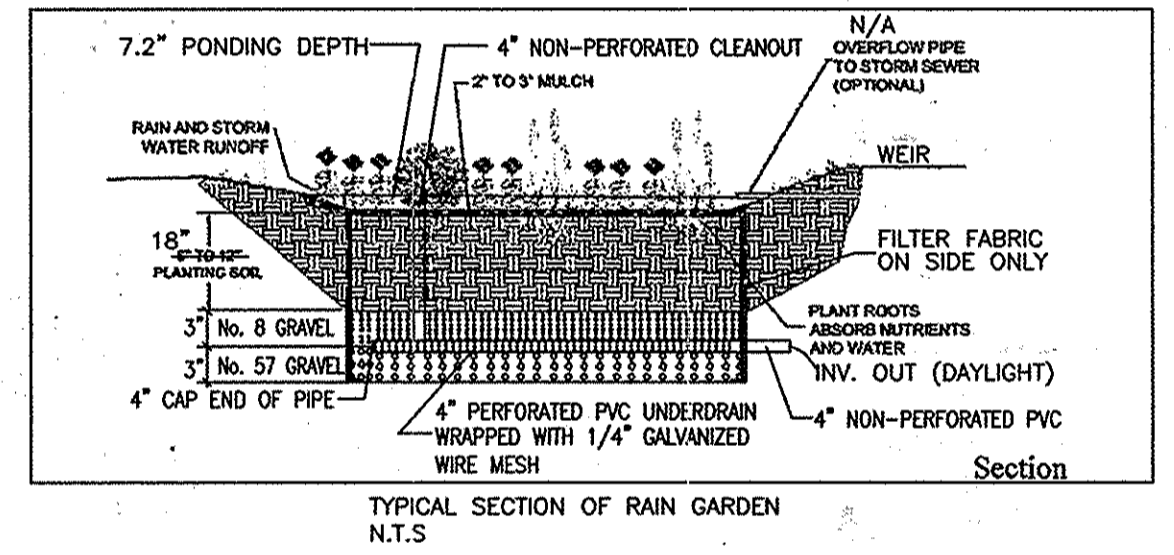 7.2" PONDING DEPTH
4" NON-PERFORATED CLEANOUT
2" TO 3" MULCH
N/A
OVERFLOW PIPE
TO STORM SEWER
(OPTIONAL)
RAIN AND STORM
WATER RUNOFF
WEIR
18"
6" TO 12"
PLANTING SOIL
FILTER FABRIC
ON SIDE ONLY
3" No. 8 GRAVEL
PLANT ROOTS
ABSORB NUTRIENTS
AND WATER
3" No. 57 GRAVEL
INV. OUT (DAYLIGHT)
4" CAP END OF PIPE
4" PERFORATED PVC UNDERDRAIN
WRAPPED WITH 1/4" GALVANIZED
WIRE MESH
4" NON-PERFORATED PVC
Section
TYPICAL SECTION OF RAIN GARDEN
N.T.S